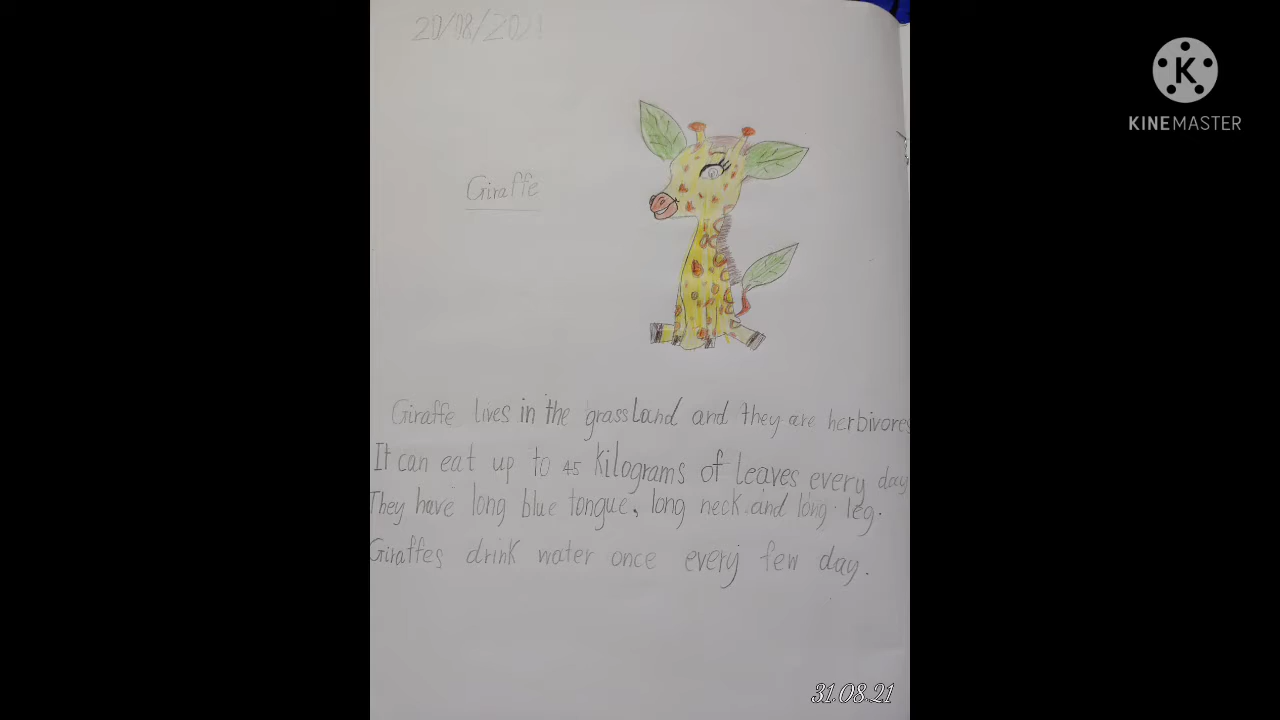 20/08/2021
KINEMASTER
Giraffe
Giraffe lives in the grassland and they are herbivores
It can eat up to 45 kilograms of leaves every day
They have long blue tongue, long neck and long leg.
Giraffes drink water once every few day.
31.08.21